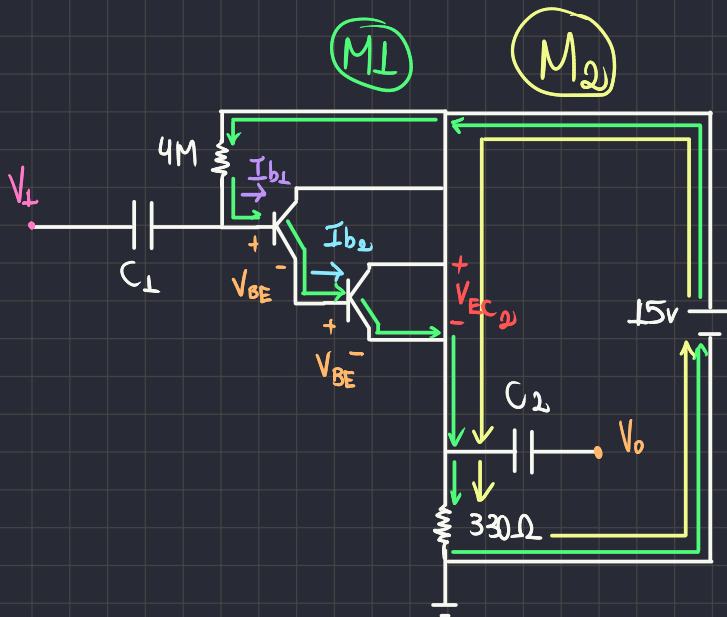 M1
M2
4M
Ib1
V1
Ib2
+
-
+
VBE
C1
VEC2
-
15v
+
-
VBE
C2
Vo
330Ω